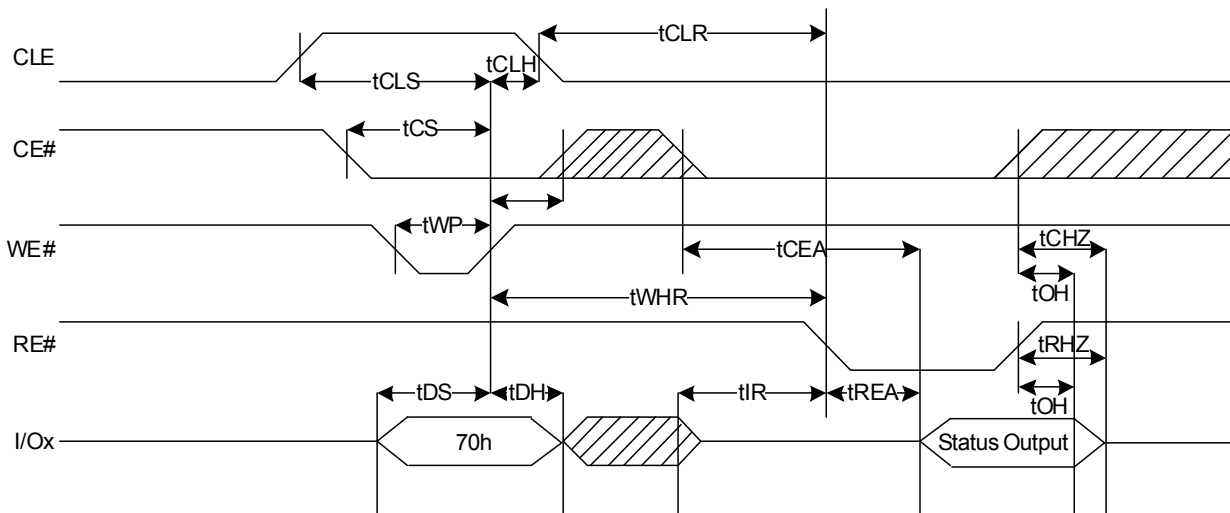 tCLR
CLE
tCLH
tCLS
tCS
CE#
tWP
tCHZ
WE#
tCEA
tOH
tWHR
RE#
tRHZ
tDS
tDH
tIR
tREA
tOH
I/Ox
70h
Status Output